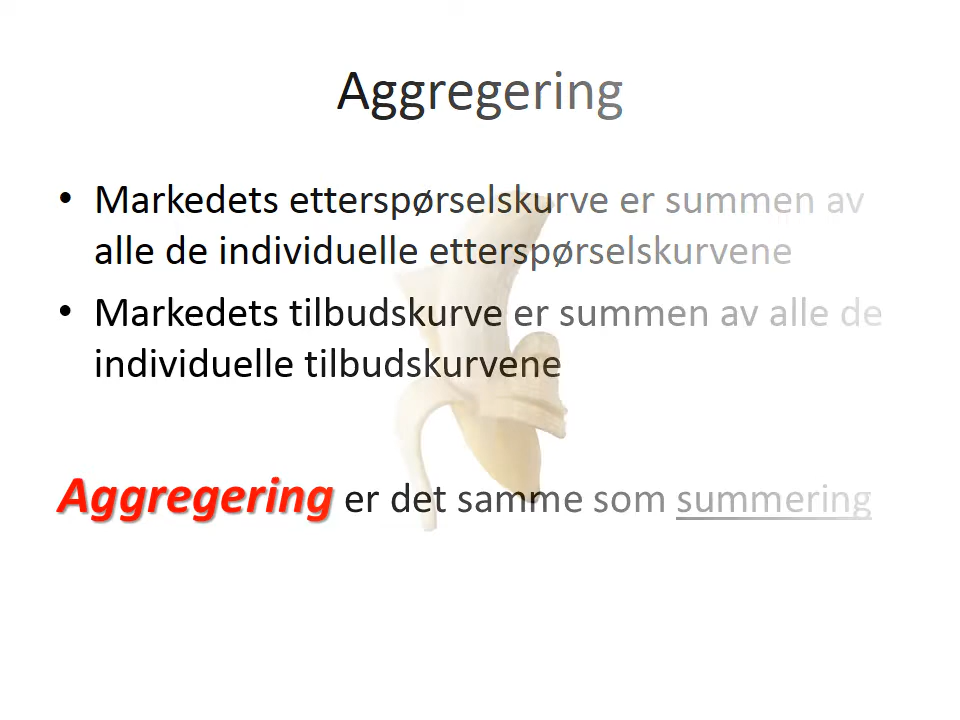 Aggregering
• Markedets etterspørselskurve er summen av
alle de individuelle etterspørselskurvene
• Markedets tilbudskurve er summen av alle de
individuelle tilbudskurvene
Aggregering er det samme som summering